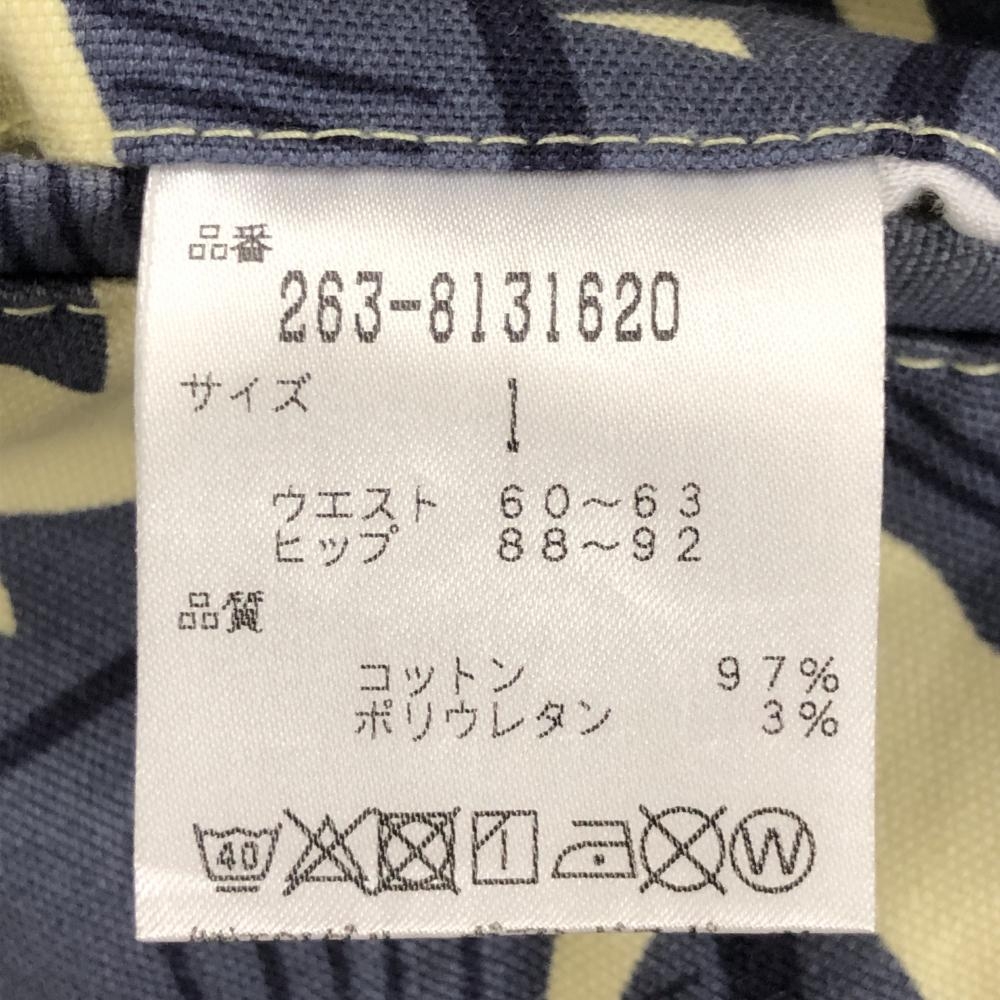 品番
263-8131620
サイズ 1
ウエスト 60～63
ヒップ 88～92
品質
コットン 97%
ポリウレタン 3%
40 W